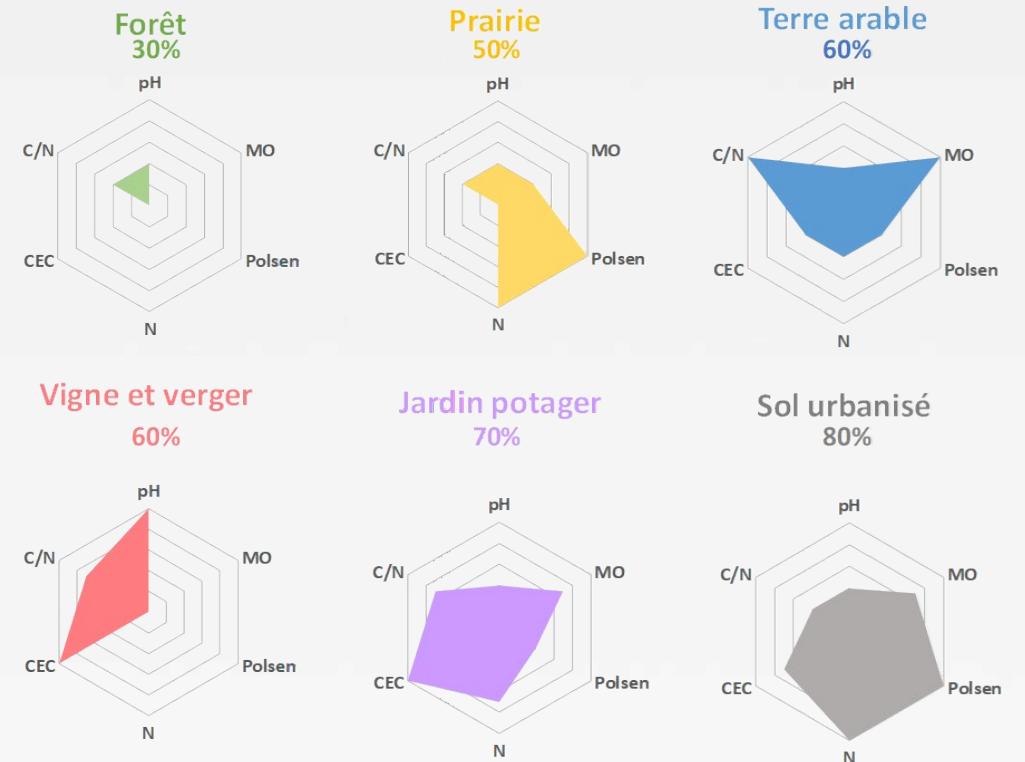 Forêt
30%
pH
C/N
MO
CEC
Polsen
N
Prairie
50%
pH
C/N
MO
CEC
Polsen
N
Terre arable
60%
pH
C/N
MO
CEC
Polsen
N
Vigne et verger
60%
pH
C/N
MO
CEC
Polsen
N
Jardin potager
70%
pH
C/N
MO
CEC
Polsen
N
Sol urbanisé
80%
pH
C/N
MO
CEC
Polsen
N